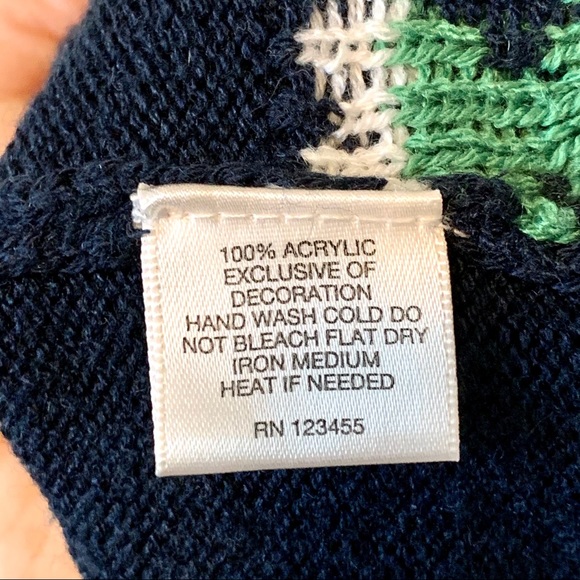 100% ACRYLIC
EXCLUSIVE OF
DECORATION
HAND WASH COLD DO
NOT BLEACH FLAT DRY
IRON MEDIUM
HEAT IF NEEDED
RN 123455